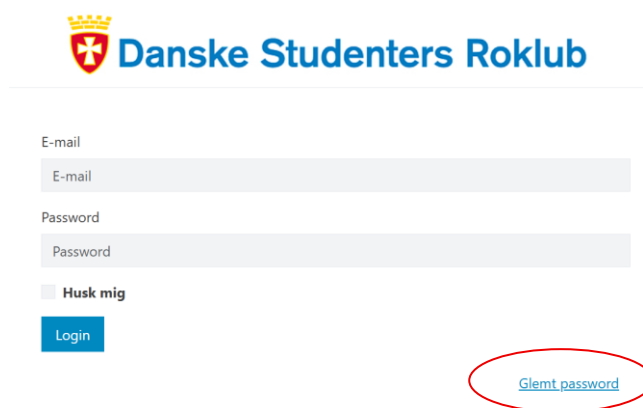 Danske Studenters Roklub
E-mail
E-mail
Password
Password
Husk mig
Login
Glemt password